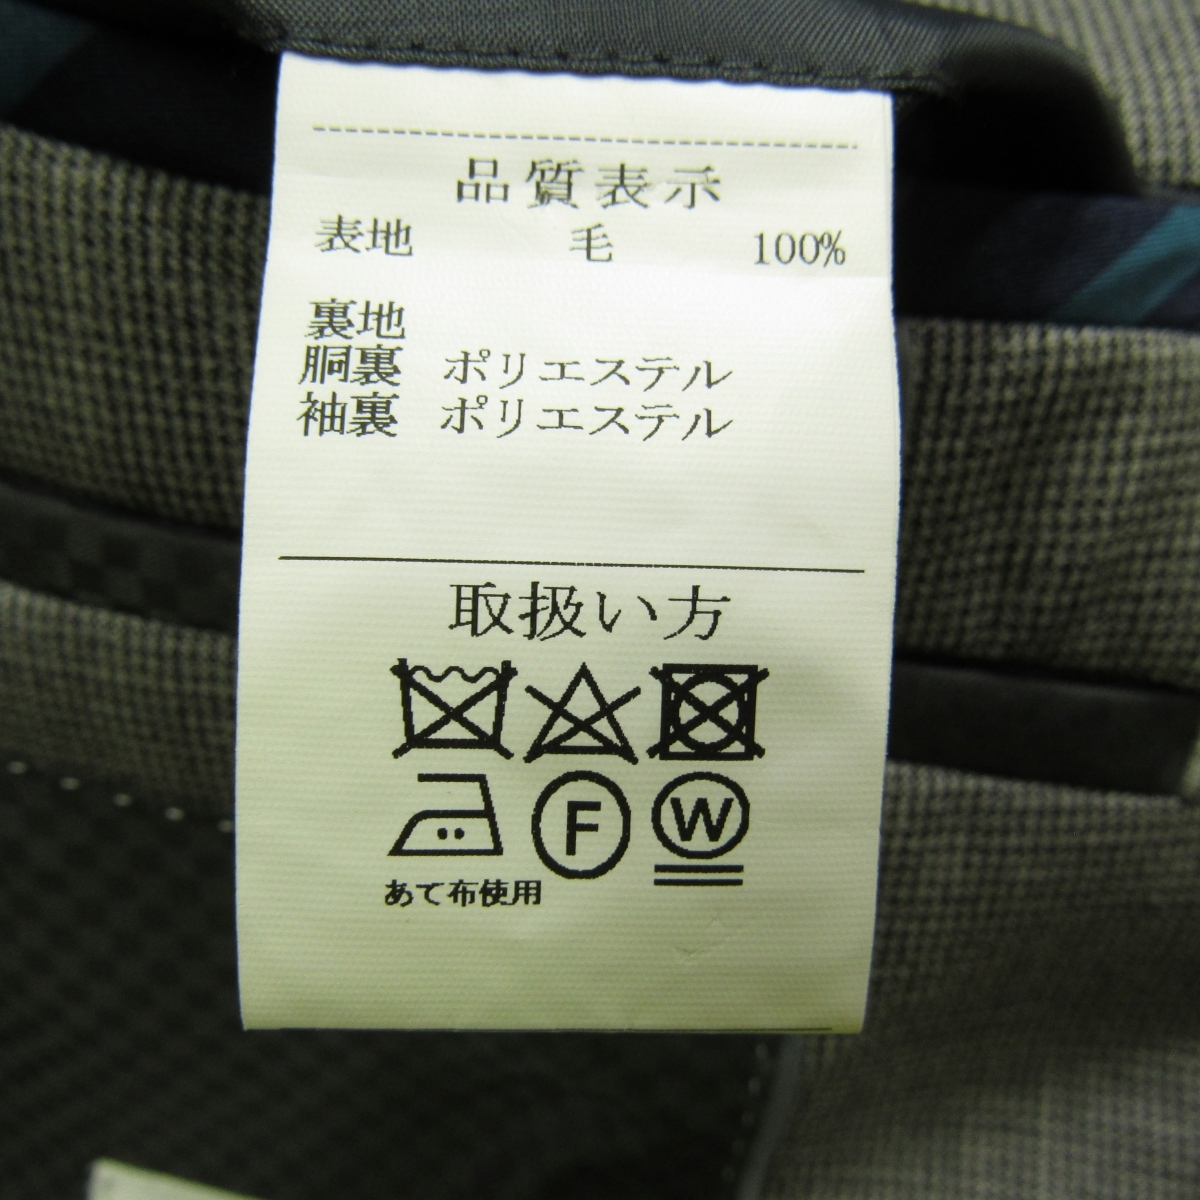 品質表示
表地 毛 100%
裏地
胴裏 ポリエステル
袖裏 ポリエステル
取扱い方
F W
あて布使用